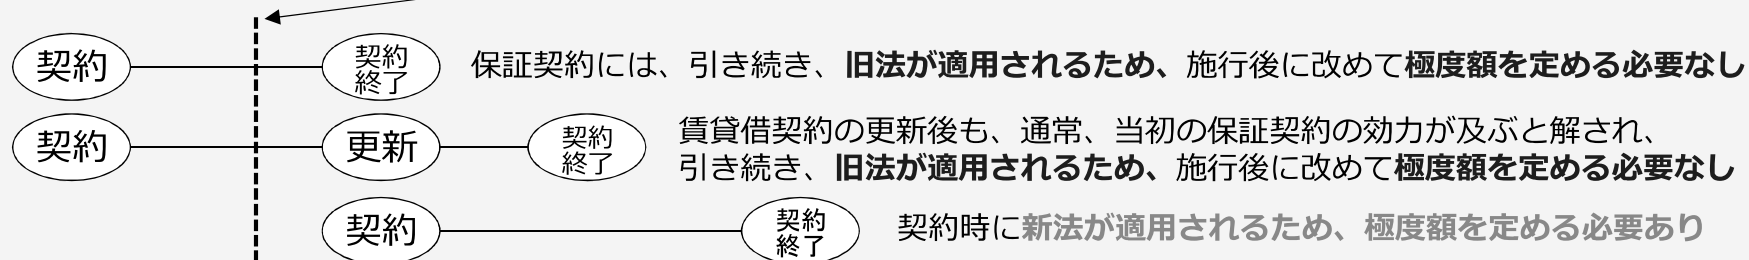 契約
契約
終了
保証契約には、引き続き、旧法が適用されるため、施行後に改めて極度額を定める必要なし
契約
更新
契約
終了
賃貸借契約の更新後も、通常、当初の保証契約の効力が及ぶと解され、
引き続き、旧法が適用されるため、施行後に改めて極度額を定める必要なし
契約
契約
終了
契約時に新法が適用されるため、極度額を定める必要あり